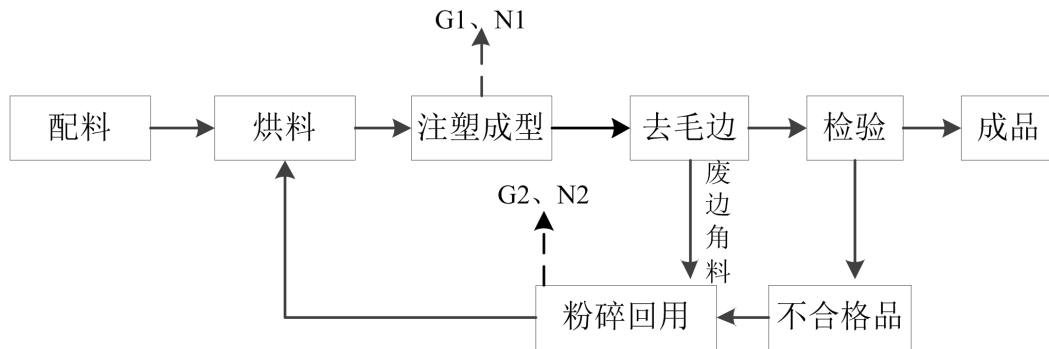 G1、N1
配料
烘料
注塑成型
去毛边
检验
成品
废边角料
G2、N2
粉碎回用
不合格品